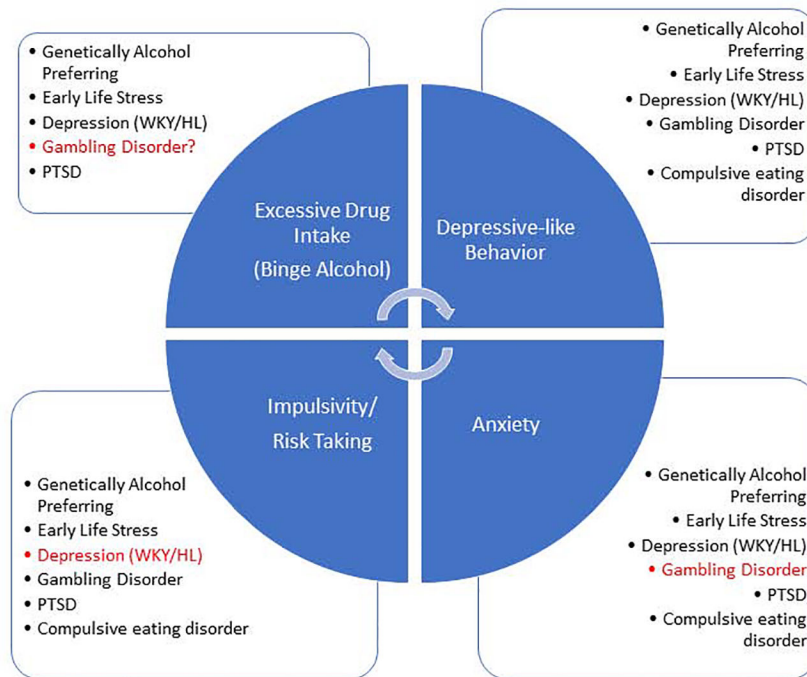 • Genetically Alcohol
Preferring
• Early Life Stress
• Depression (WKY/HL)
• Gambling Disorder?
• PTSD
• Genetically Alcohol
Preferring
• Early Life Stress
• Depression (WKY/HL)
• Gambling Disorder
• PTSD
• Compulsive eating
disorder
Excessive Drug
Intake
(Binge Alcohol)
Depressive-like
Behavior
Impulsivity/
Risk Taking
Anxiety
• Genetically Alcohol
Preferring
• Early Life Stress
• Depression (WKY/HL)
• Gambling Disorder
• PTSD
• Compulsive eating disorder
• Genetically Alcohol
Preferring
• Early Life Stress
• Depression (WKY/HL)
• Gambling Disorder
• PTSD
• Compulsive eating
disorder